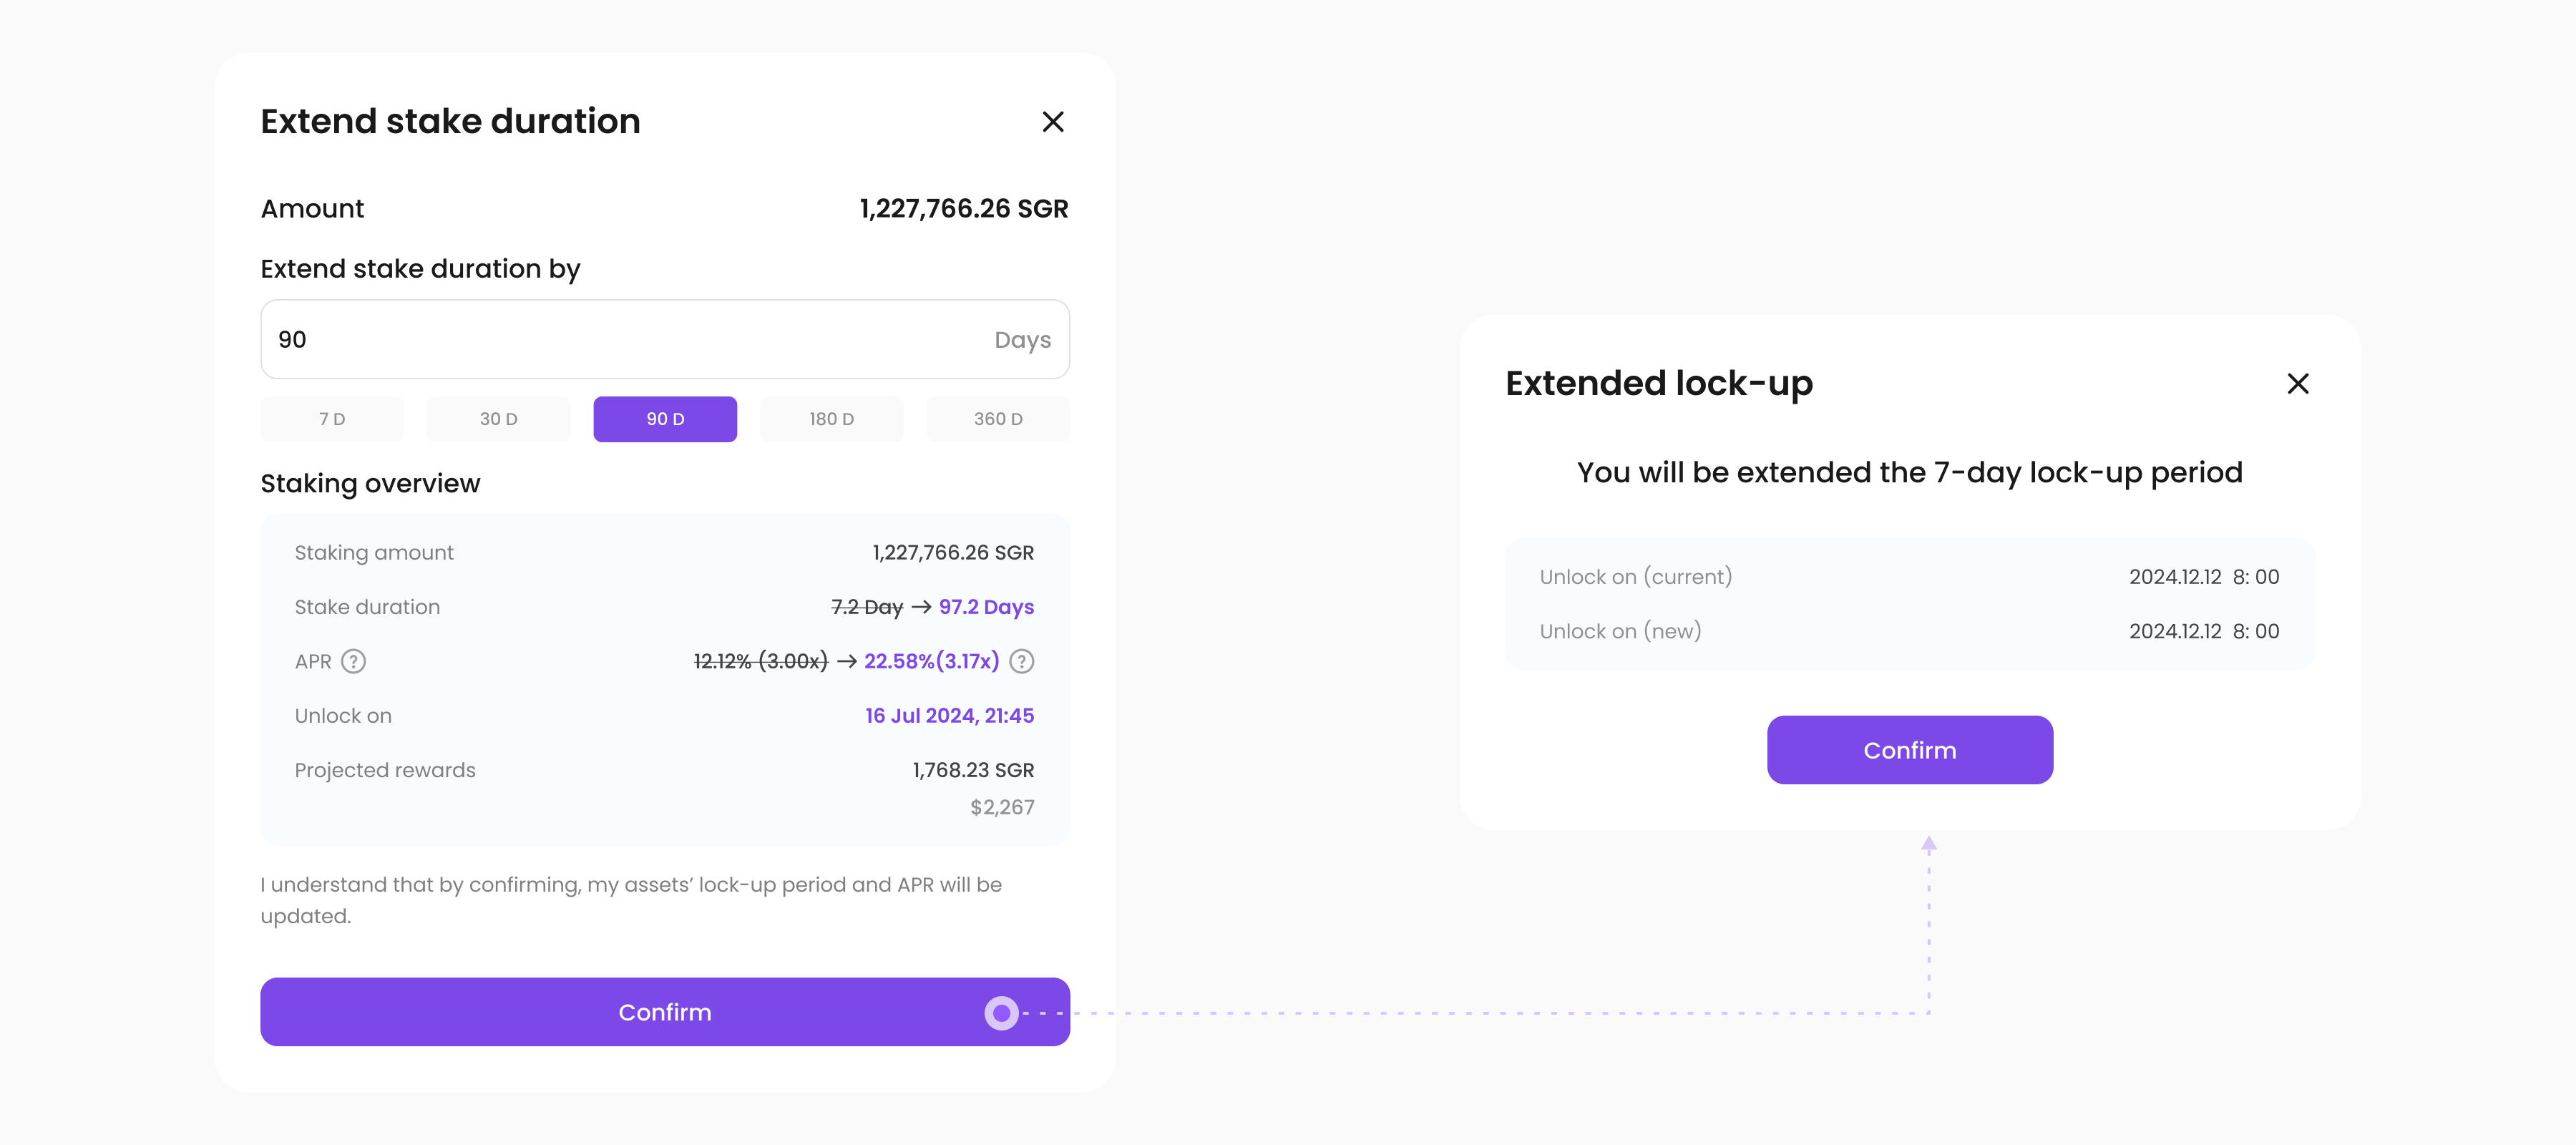 Extend stake duration
Amount 1,227,766.26 SGR
Extend stake duration by
90 Days
7 D 30 D 90 D 180 D 360 D
Staking overview
Staking amount 1,227,766.26 SGR
Stake duration 7.2 Day → 97.2 Days
APR ? 12.12% (3.00x) → 22.58%(3.17x) ?
Unlock on 16 Jul 2024, 21:45
Projected rewards 1,768.23 SGR
$2,267
I understand that by confirming, my assets’ lock-up period and APR will be
updated.
Confirm
Extended lock-up
You will be extended the 7-day lock-up period
Unlock on (current) 2024.12.12 8: 00
Unlock on (new) 2024.12.12 8: 00
Confirm